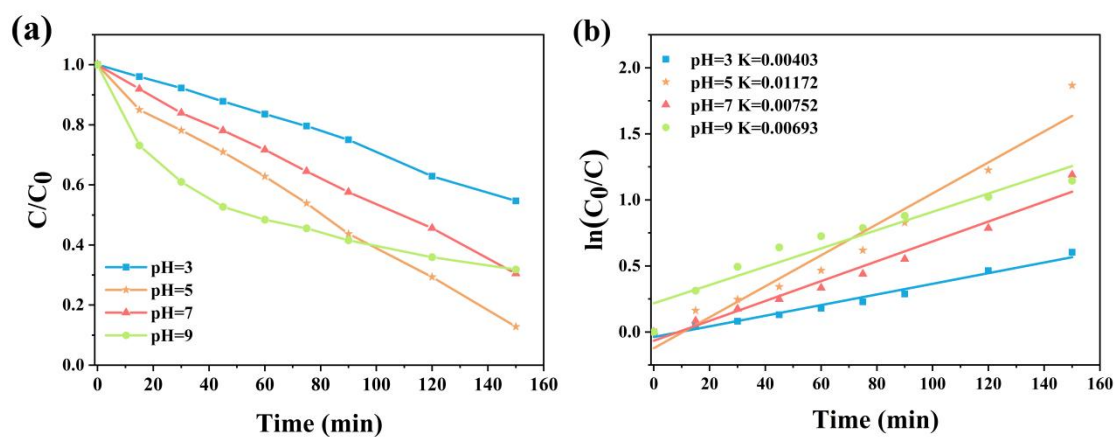 (a)
C/C0
1.0
0.8
0.6
0.4
0.2
0.0
pH=3
pH=5
pH=7
pH=9
0 20 40 60 80 100 120 140 160
Time (min)
(b)
ln(C0/C)
2.0
1.5
1.0
0.5
0.0
pH=3 K=0.00403
pH=5 K=0.01172
pH=7 K=0.00752
pH=9 K=0.00693
0 20 40 60 80 100 120 140 160
Time (min)